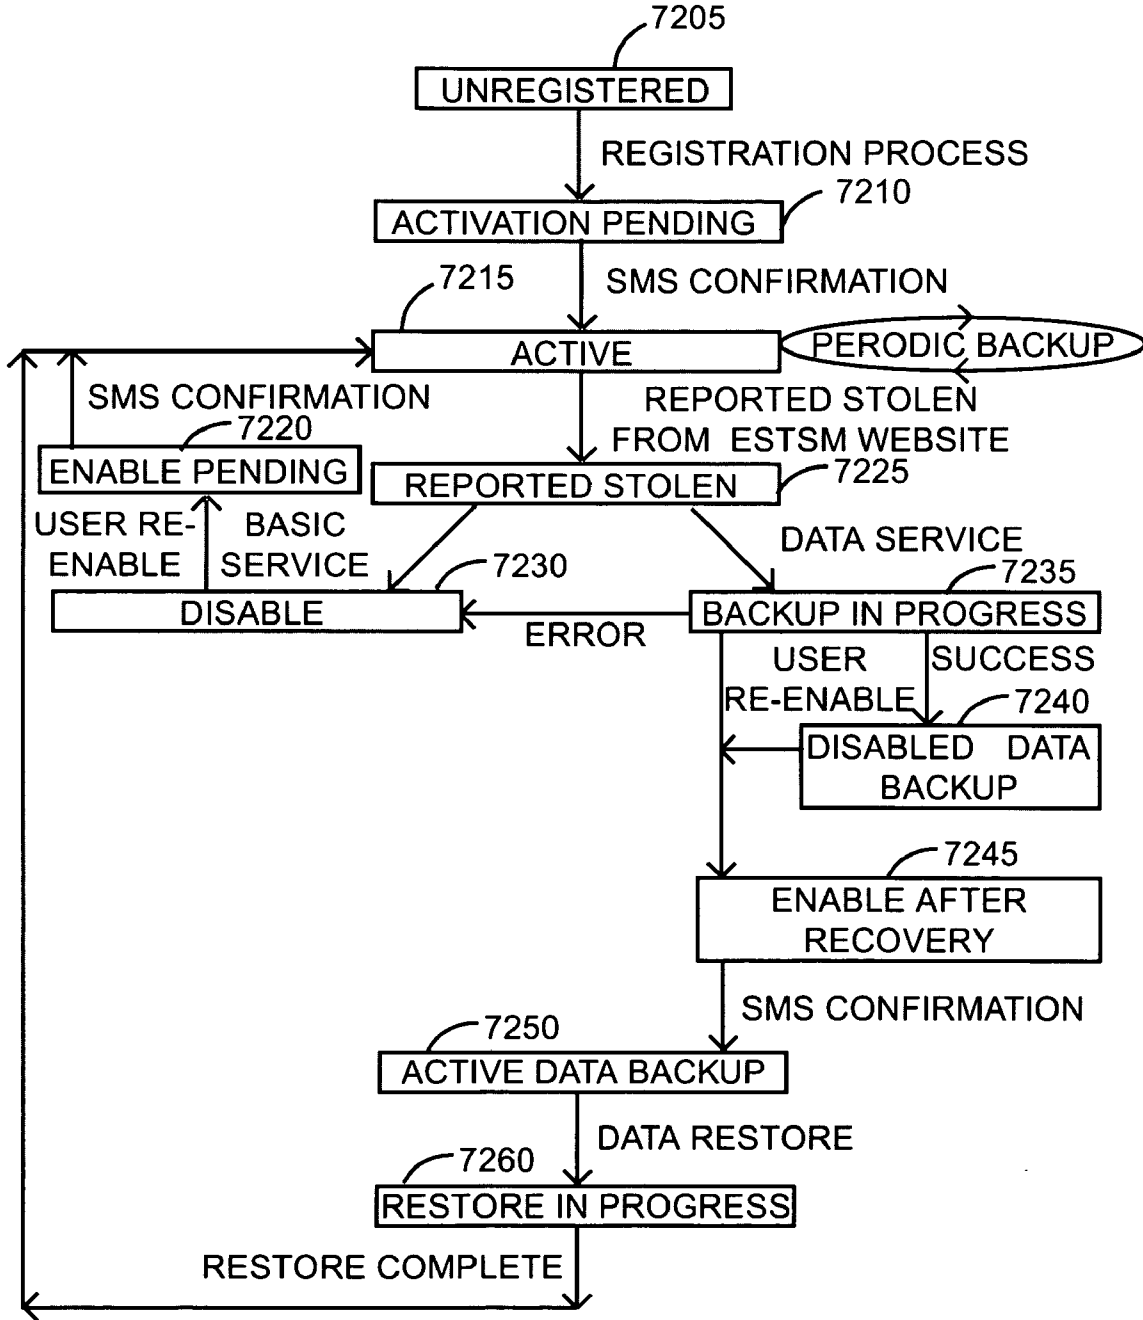 7205
UNREGISTERED
REGISTRATION PROCESS
7210
ACTIVATION PENDING
7215
SMS CONFIRMATION
ACTIVE
PERODIC BACKUP
SMS CONFIRMATION
REPORTED STOLEN
FROM ESTSM WEBSITE
7220
ENABLE PENDING
7225
REPORTED STOLEN
USER RE-
ENABLE
BASIC
SERVICE
DATA SERVICE
7230
DISABLE
7235
BACKUP IN PROGRESS
ERROR
USER
RE-ENABLE
SUCCESS
7240
DISABLED DATA
BACKUP
7245
ENABLE AFTER
RECOVERY
SMS CONFIRMATION
7250
ACTIVE DATA BACKUP
DATA RESTORE
7260
RESTORE IN PROGRESS
RESTORE COMPLETE